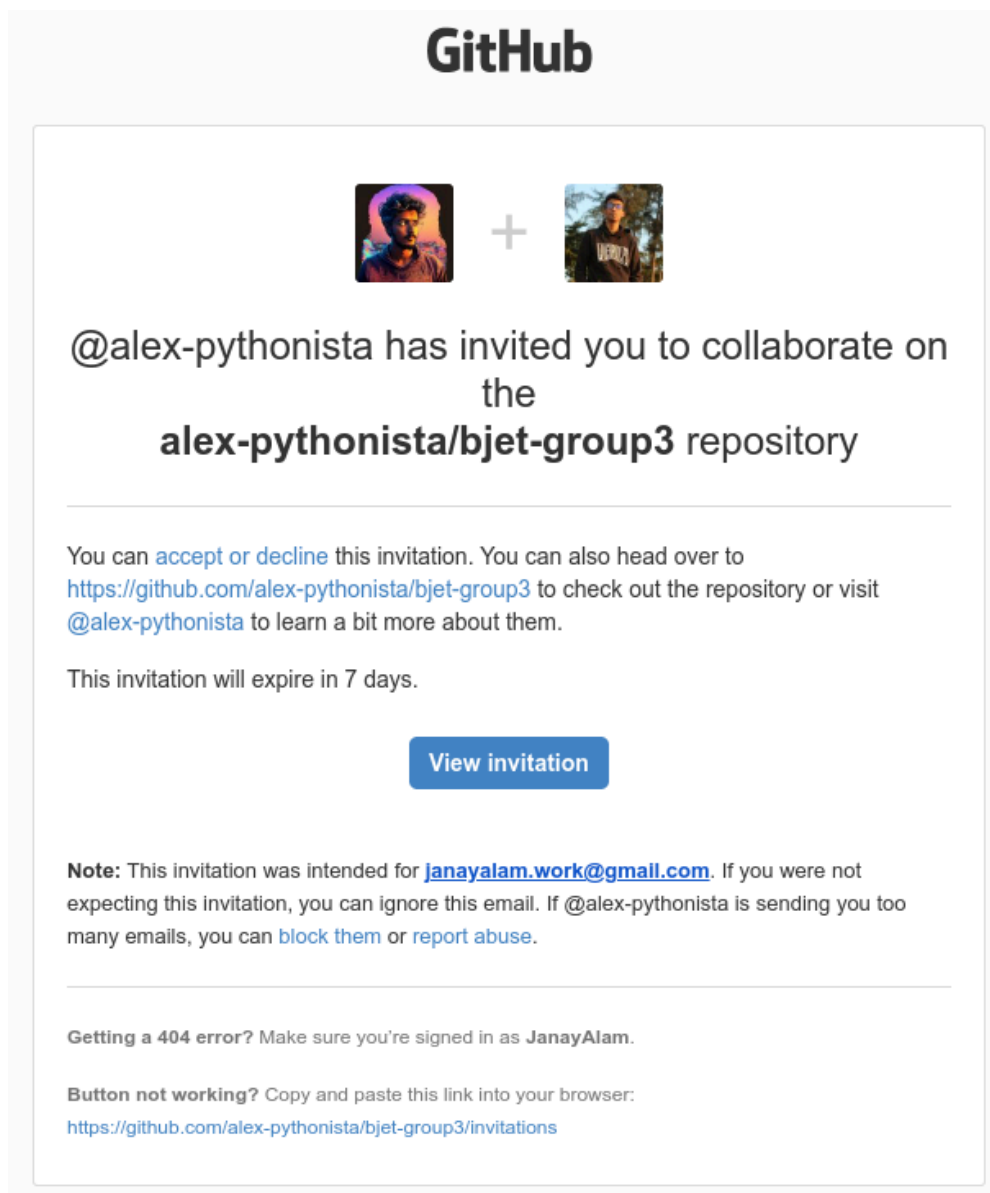 GitHub
@alex-pythonista has invited you to collaborate on
the
alex-pythonista/bjet-group3 repository
You can accept or decline this invitation. You can also head over to
https://github.com/alex-pythonista/bjet-group3 to check out the repository or visit
@alex-pythonista to learn a bit more about them.
This invitation will expire in 7 days.
View invitation
Note: This invitation was intended for janayalam.work@gmail.com. If you were not
expecting this invitation, you can ignore this email. If @alex-pythonista is sending you too
many emails, you can block them or report abuse.
Getting a 404 error? Make sure you’re signed in as JanayAlam.
Button not working? Copy and paste this link into your browser:
https://github.com/alex-pythonista/bjet-group3/invitations